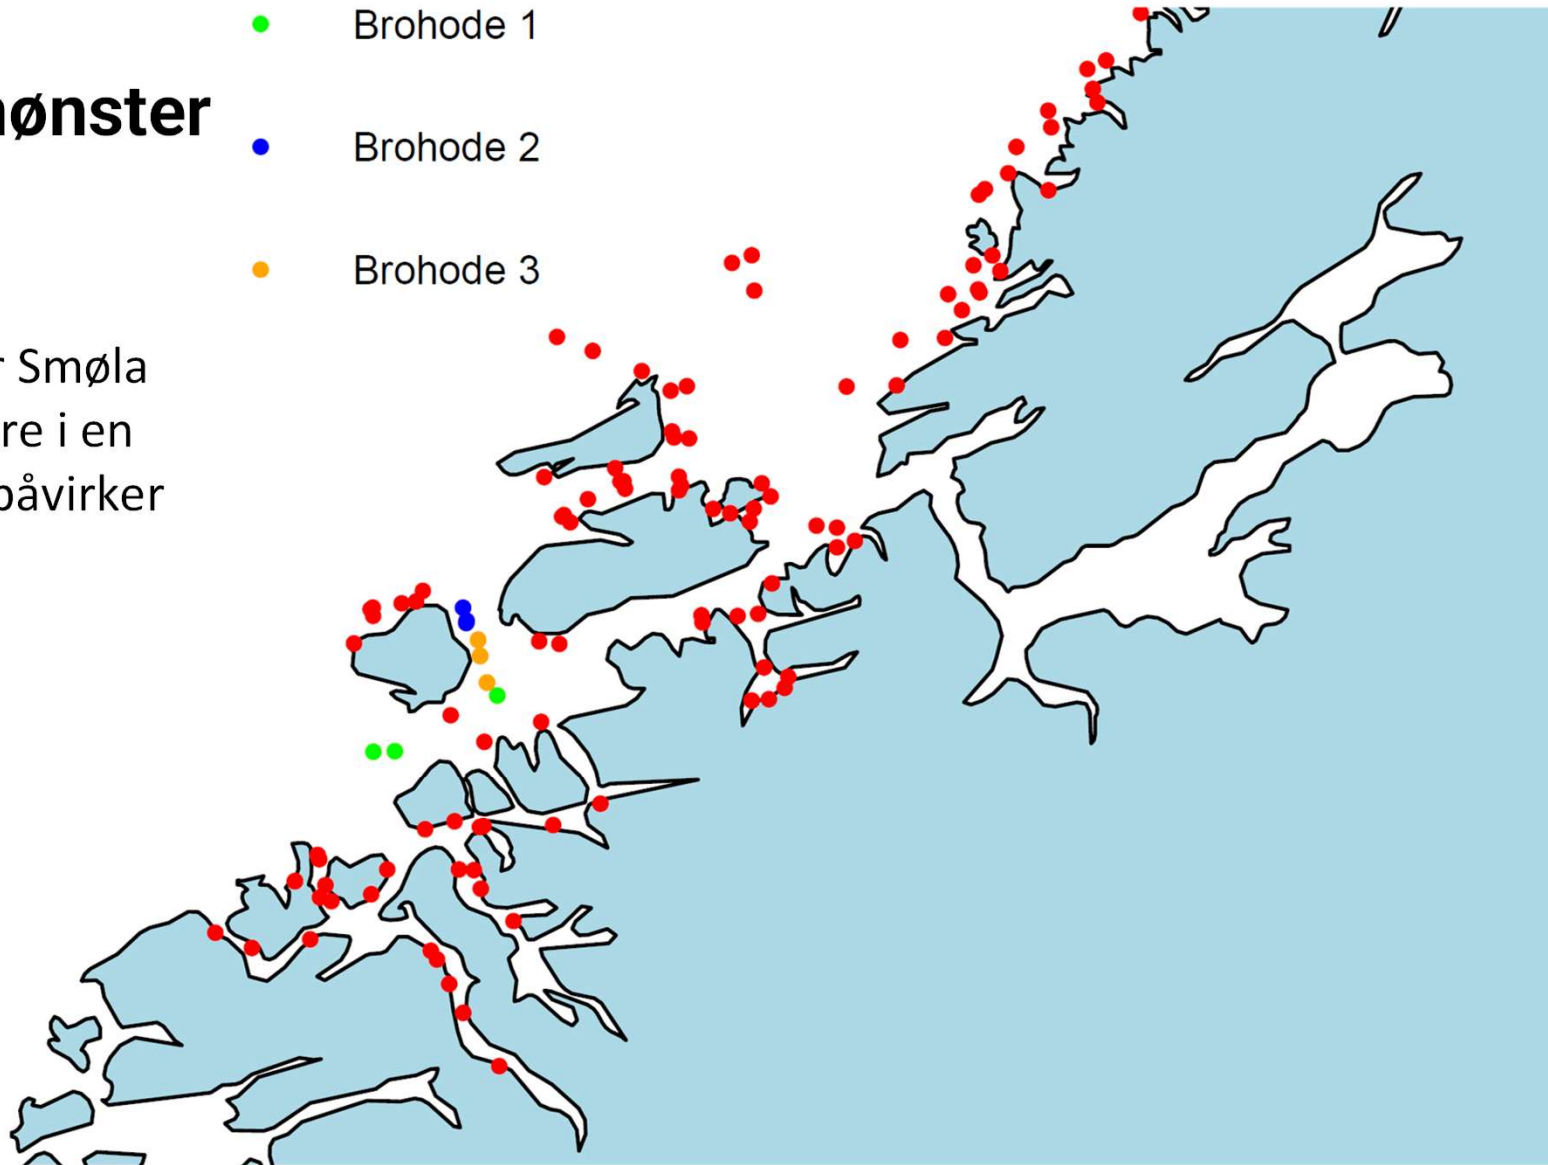 Brohode 1
ønster
Brohode 2
Brohode 3
r Smøla
re i en
påvirker